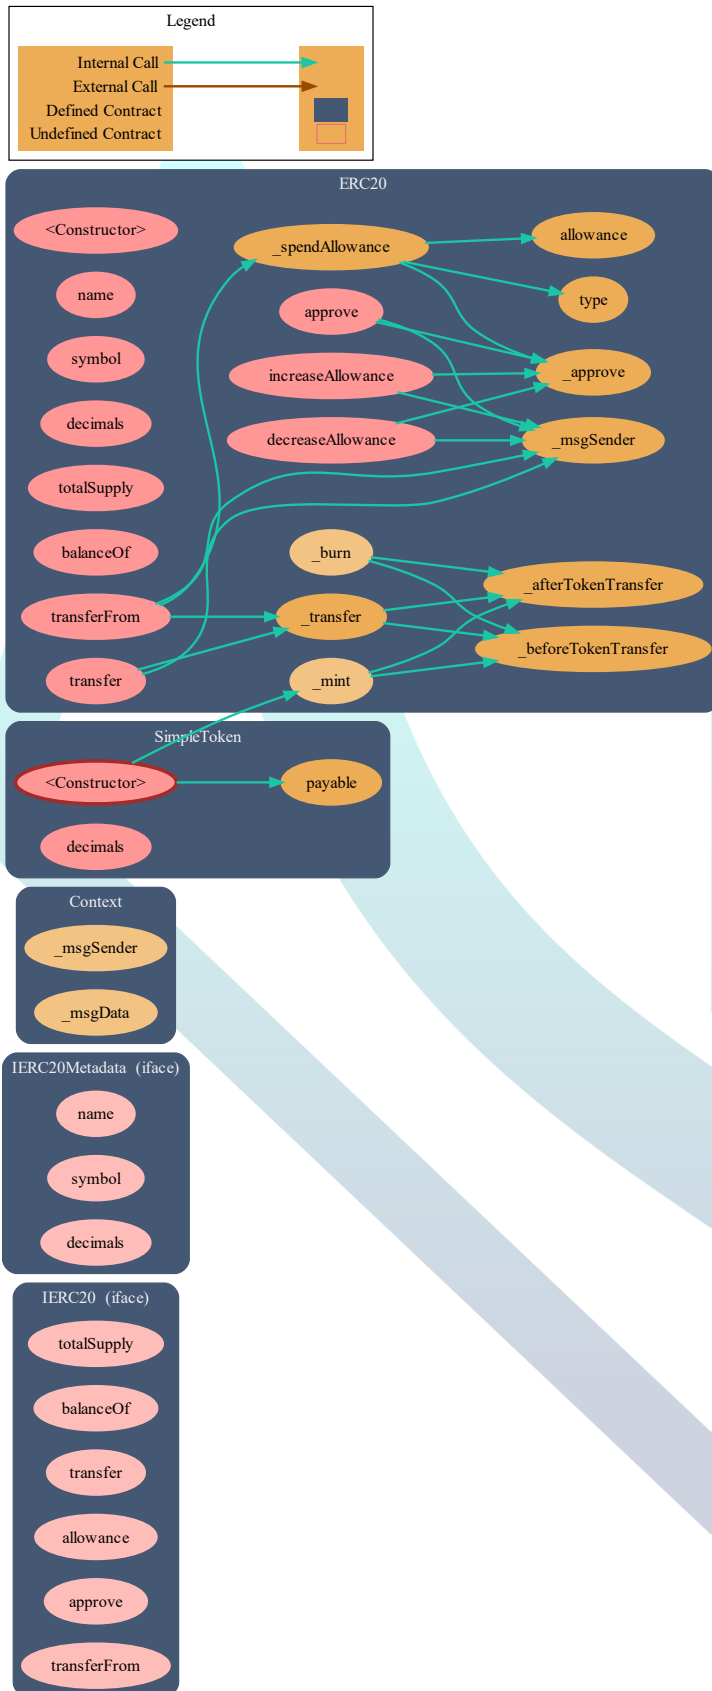 Legend
Internal Call
External Call
Defined Contract
Undefined Contract
ERC20
<Constructor>
name
symbol
decimals
totalSupply
balanceOf
transferFrom
transfer
_spendAllowance
approve
increaseAllowance
decreaseAllowance
_burn
_transfer
_mint
allowance
type
_approve
_msgSender
_afterTokenTransfer
_beforeTokenTransfer
SimpleToken
<Constructor>
payable
decimals
Context
_msgSender
_msgData
IERC20Metadata (iface)
name
symbol
decimals
IERC20 (iface)
totalSupply
balanceOf
transfer
allowance
approve
transferFrom